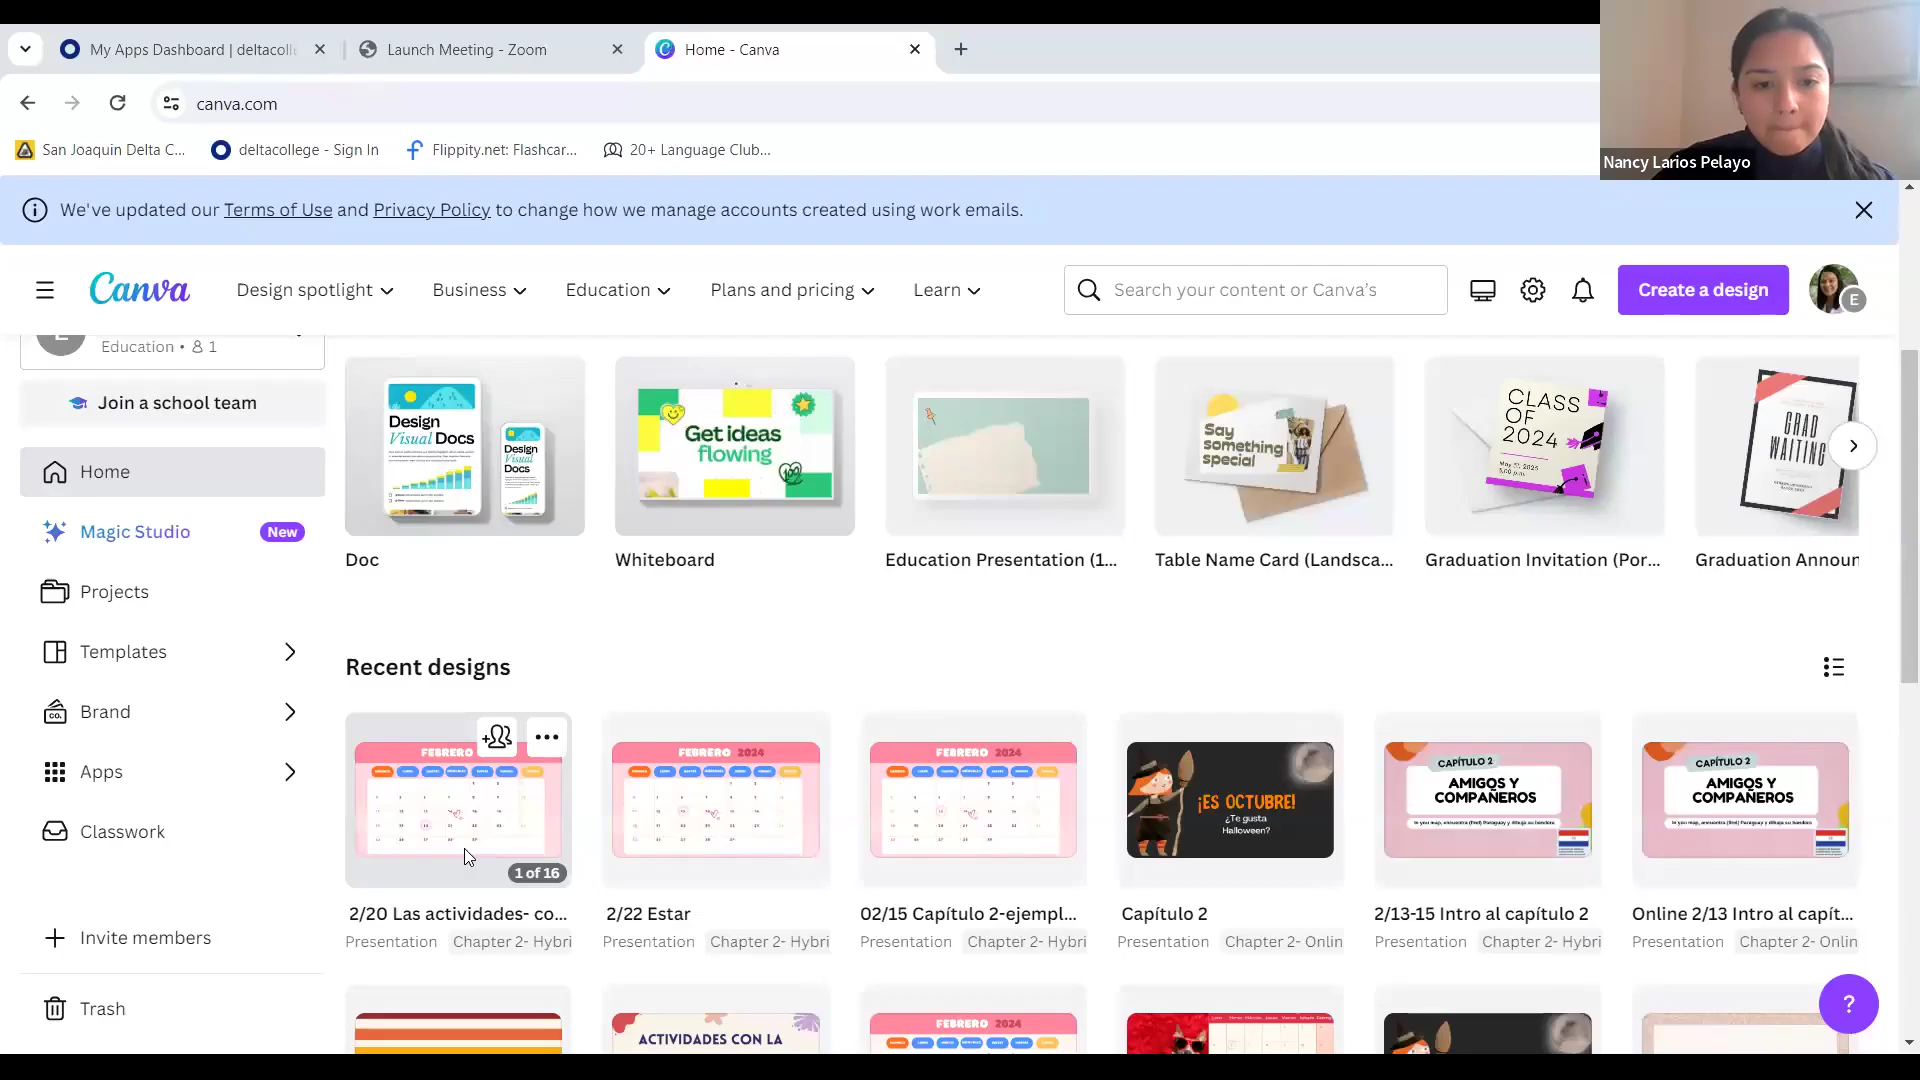 My Apps Dashboard | deltacoll
Launch Meeting - Zoom
Home - Canva
canva.com
San Joaquin Delta C...
deltacollege - Sign In
Flippity.net: Flashcar...
20+ Language Club...
Nancy Larios Pelayo
We've updated our Terms of Use and Privacy Policy to change how we manage accounts created using work emails.
Canva
Design spotlight
Business
Education
Plans and pricing
Learn
Search your content or Canva's
Create a design
E
Education • 1
Join a school team
Home
Magic Studio
New
Projects
Templates
Brand
CO.
Apps
Classwork
Invite members
Trash
Design
Visual Docs
Design
Visual
Docs
Get ideas
flowing
100
Say
something
special
CLASS
OF
2024
GRAD
WAITING
Doc
Whiteboard
Education Presentation (1...
Table Name Card (Landsca...
Graduation Invitation (Por...
Graduation Announ
Recent designs
FEBRERO
1 of 16
FEBRERO 2024
FEBRERO 2024
¡ES OCTUBRE!
¿Te gusta
Halloween?
CAPÍTULO 2
AMIGOS Y
COMPAÑEROS
CAPÍTULO 2
AMIGOS Y
COMPAÑEROS
2/20 Las actividades- co...
2/22 Estar
02/15 Capítulo 2-ejempl...
Capítulo 2
2/13-15 Intro al capítulo 2
Online 2/13 Intro al capít...
Presentation
Chapter 2- Hybri
Presentation
Chapter 2- Hybri
Presentation
Chapter 2- Hybri
Presentation
Chapter 2- Onlin
Presentation
Chapter 2- Hybri
Presentation
Chapter 2- Onlin
ACTIVIDADES CON LA
FEBRERO 2024
?